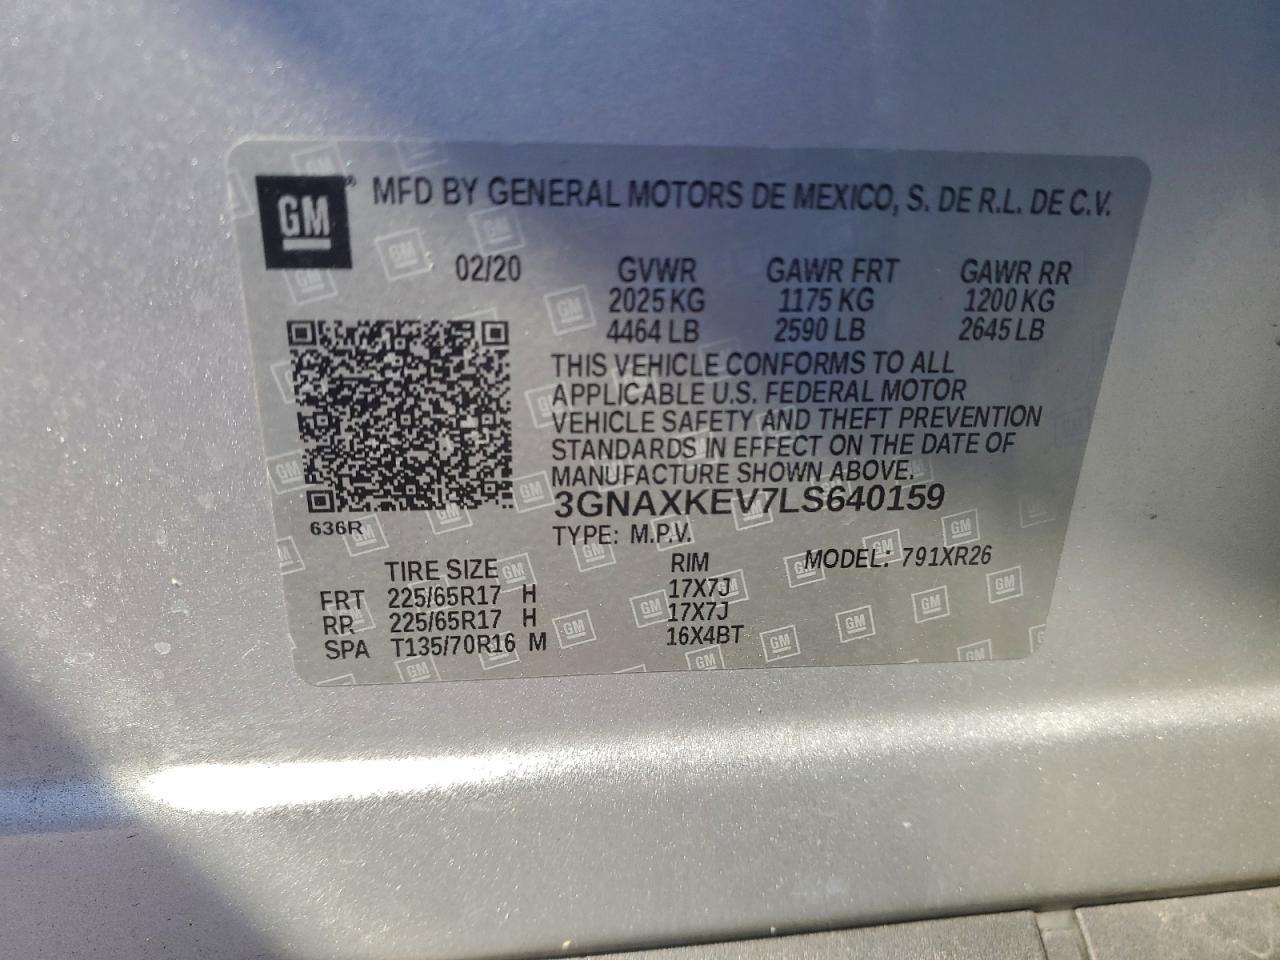 GM® MFD BY GENERAL MOTORS DE MEXICO, S. DE R.L. DE C.V.
02/20 GVWR GAWR FRT GAWR RR
2025 KG 1175 KG 1200 KG
4464 LB 2590 LB 2645 LB
THIS VEHICLE CONFORMS TO ALL
APPLICABLE U.S. FEDERAL MOTOR
VEHICLE SAFETY AND THEFT PREVENTION
STANDARDS IN EFFECT ON THE DATE OF
MANUFACTURE SHOWN ABOVE.
3GNAXKEV7LS640159
636R
TYPE: M.P.V.
MODEL: 791XR26
TIRE SIZE RIM
FRT 225/65R17 H 17X7J
RR 225/65R17 H 17X7J
SPA T135/70R16 M 16X4BT